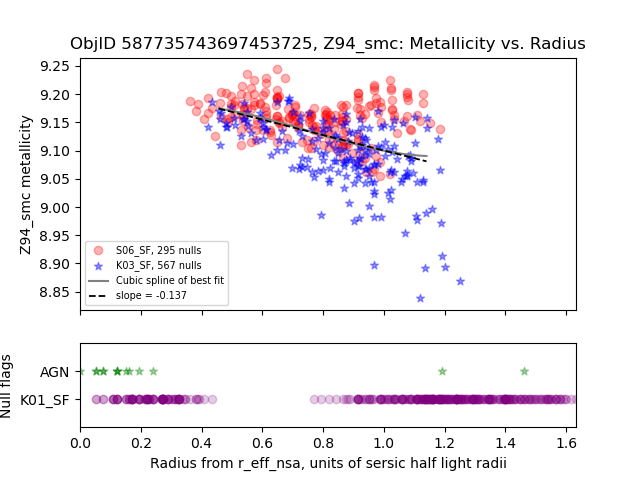 ObjID 587735743697453725, Z94_smc: Metallicity vs. Radius
Z94_smc metallicity
9.25
9.20
9.15
9.10
9.05
9.00
8.95
8.90
8.85
S06_SF, 295 nulls
K03_SF, 567 nulls
Cubic spline of best fit
slope = -0.137
Null flags
AGN
K01_SF
0.0 0.2 0.4 0.6 0.8 1.0 1.2 1.4 1.6
Radius from r_eff_nsa, units of sersic half light radii